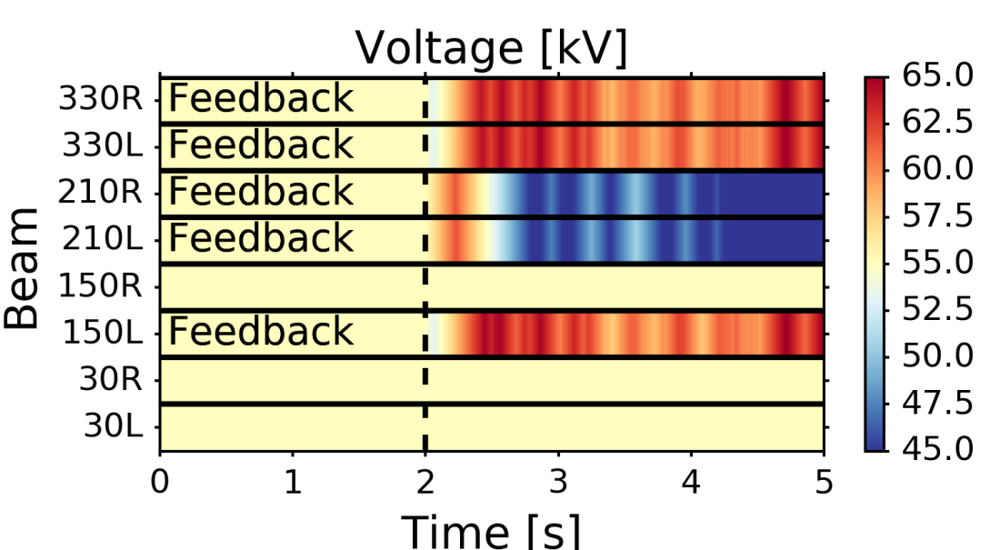 Voltage [kV]
Beam
330R
Feedback
330L
Feedback
210R
Feedback
210L
Feedback
150R
150L
Feedback
30R
30L
0 1 2 3 4 5
Time [s]
65.0
62.5
60.0
57.5
55.0
52.5
50.0
47.5
45.0